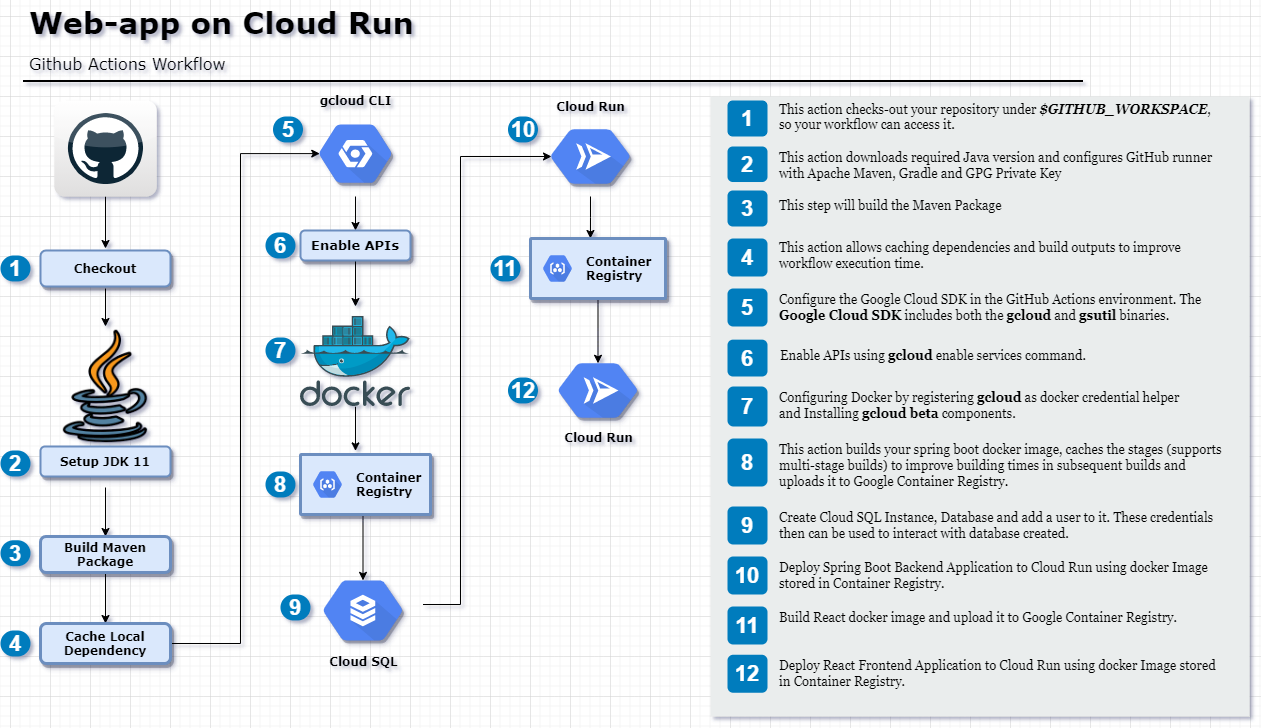 Web-app on Cloud Run
Github Actions Workflow
1
Checkout
2
Setup JDK 11
3
Build Maven
Package
4
Cache Local
Dependency
gcloud CLI
5
6
Enable APIs
7
docker
8
Container
Registry
9
Cloud SQL
Cloud Run
10
11
Container
Registry
12
Cloud Run
1
This action checks-out your repository under $GITHUB_WORKSPACE,
so your workflow can access it.
2
This action downloads required Java version and configures GitHub runner
with Apache Maven, Gradle and GPG Private Key
3
This step will build the Maven Package
4
This action allows caching dependencies and build outputs to improve
workflow execution time.
5
Configure the Google Cloud SDK in the GitHub Actions environment. The
Google Cloud SDK includes both the gcloud and gsutil binaries.
6
Enable APIs using gcloud enable services command.
7
Configuring Docker by registering gcloud as docker credential helper
and Installing gcloud beta components.
8
This action builds your spring boot docker image, caches the stages (supports
multi-stage builds) to improve building times in subsequent builds and
uploads it to Google Container Registry.
9
Create Cloud SQL Instance, Database and add a user to it. These credentials
then can be used to interact with database created.
10
Deploy Spring Boot Backend Application to Cloud Run using docker Image
stored in Container Registry.
11
Build React docker image and upload it to Google Container Registry.
12
Deploy React Frontend Application to Cloud Run using docker Image stored
in Container Registry.